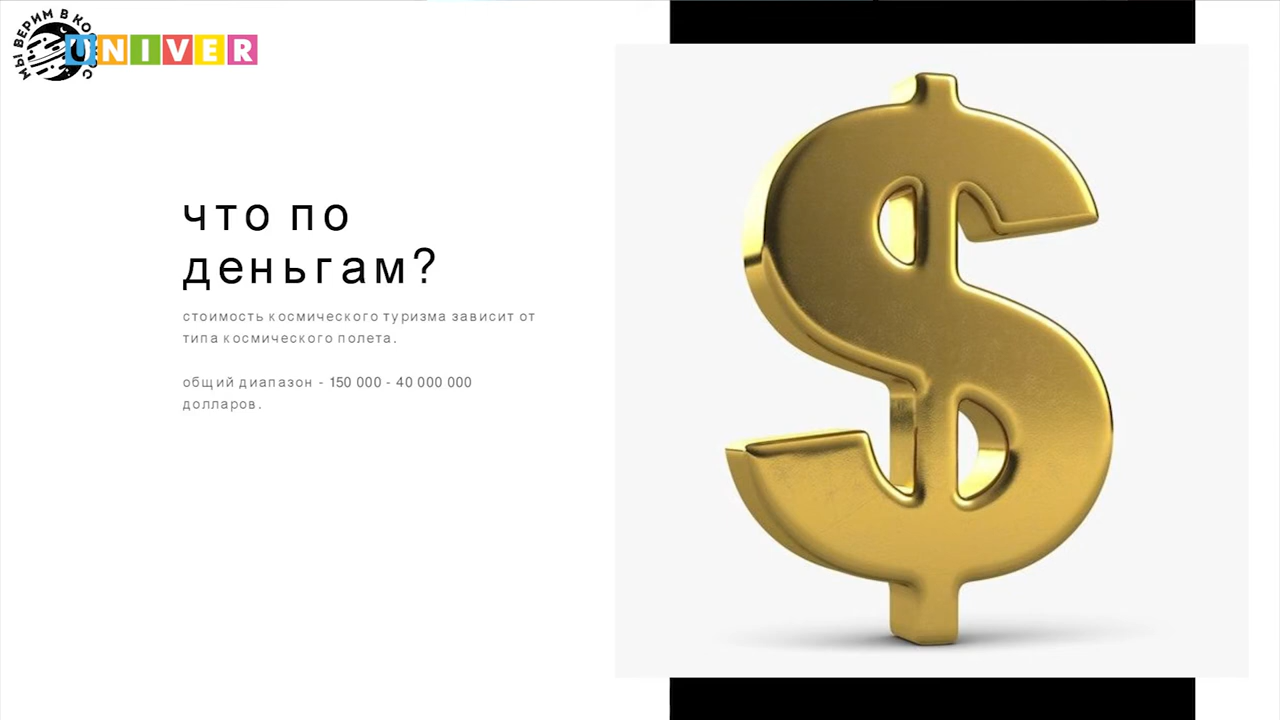 МЫ ВЕРИМ В КОСМОС
UNIVER
что по
деньгам?
стоимость космического туризма зависит от
типа космического полета.
общий диапазон - 150 000 - 40 000 000
долларов.